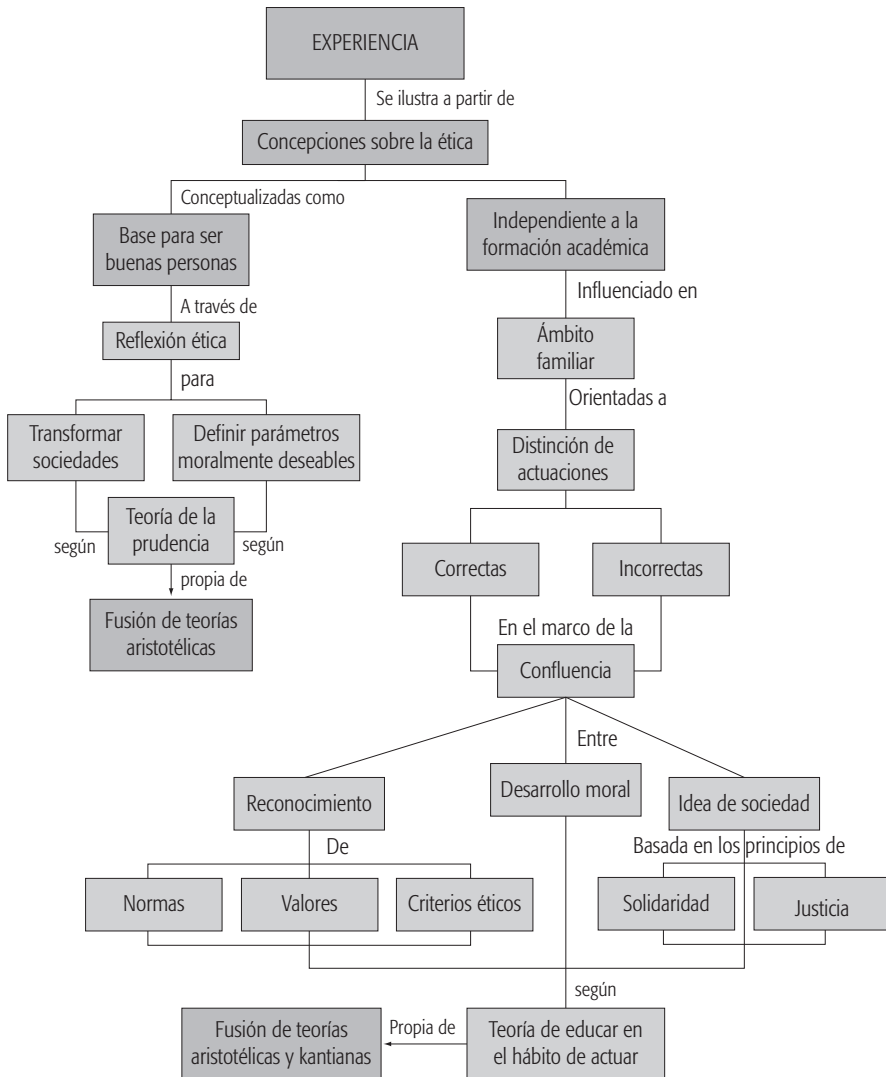 EXPERIENCIA
Se ilustra a partir de
Concepciones sobre la ética
Conceptualizadas como
Base para ser
buenas personas
A través de
Reflexión ética
para
Transformar
sociedades
Definir parámetros
moralmente deseables
según
Teoría de la
prudencia
según
propia de
Fusión de teorías
aristotélicas
Independiente a la
formación académica
Influenciado en
Ámbito
familiar
Orientadas a
Distinción de
actuaciones
Correctas
Incorrectas
En el marco de la
Confluencia
Entre
Reconocimiento
Desarrollo moral
Idea de sociedad
De
Basada en los principios de
Normas
Valores
Criterios éticos
Solidaridad
Justicia
según
Fusión de teorías
aristotélicas y kantianas
Propia de
Teoría de educar en
el hábito de actuar